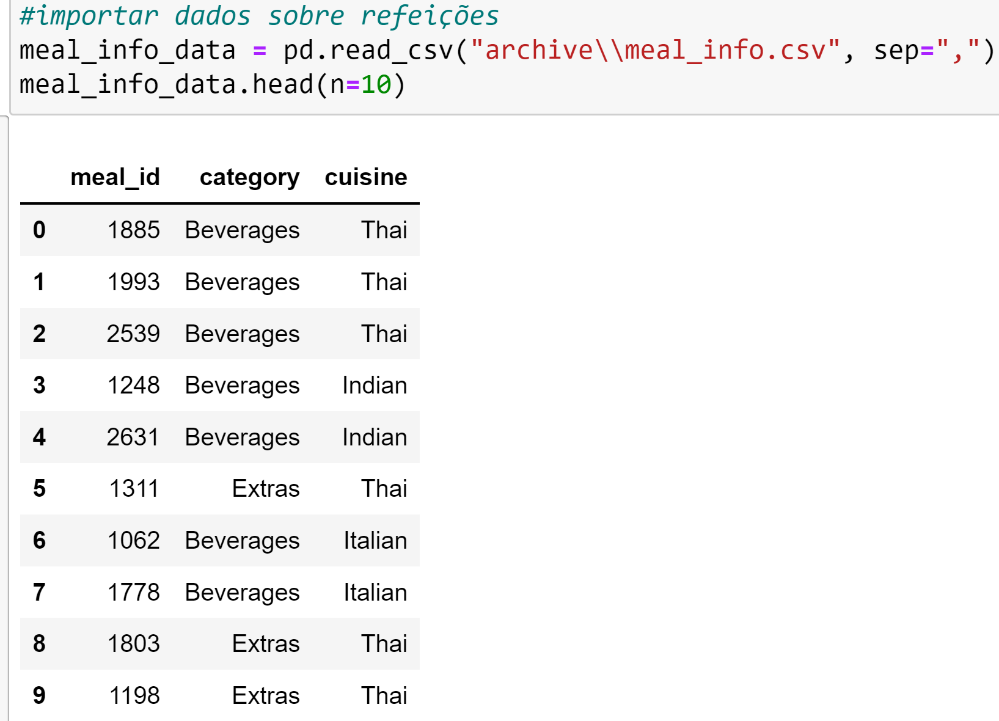 #importar dados sobre refeições
meal_info_data = pd.read_csv("archive\\meal_info.csv", sep=",")
meal_info_data.head(n=10)
meal_id category cuisine
0 1885 Beverages Thai
1 1993 Beverages Thai
2 2539 Beverages Thai
3 1248 Beverages Indian
4 2631 Beverages Indian
5 1311 Extras Thai
6 1062 Beverages Italian
7 1778 Beverages Italian
8 1803 Extras Thai
9 1198 Extras Thai